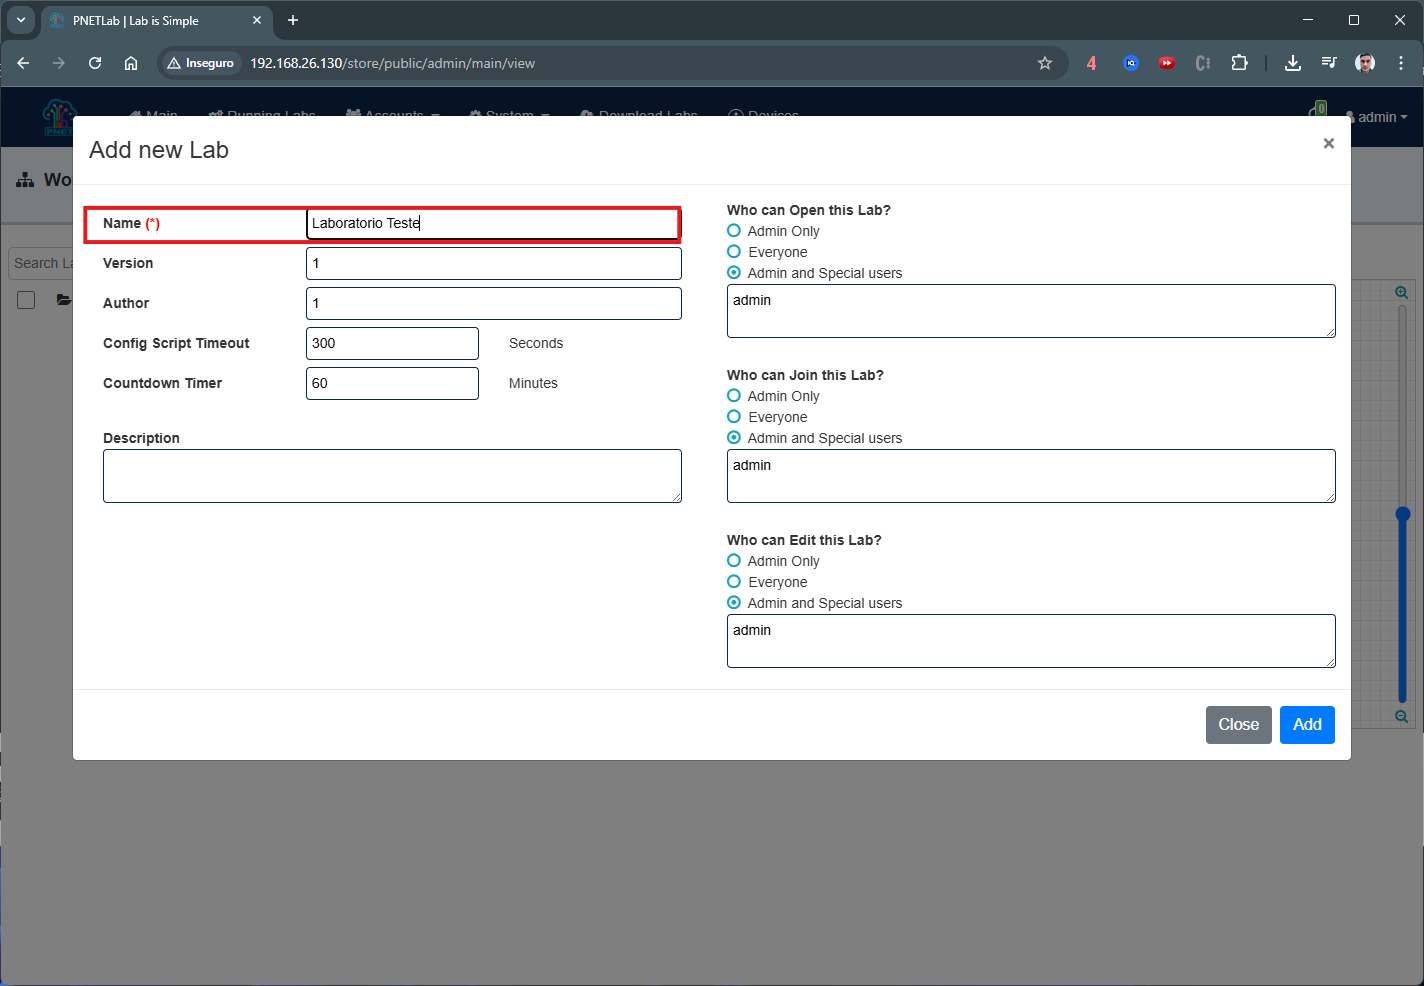 PNETLab | Lab is Simple
Inseguro 192.168.26.130/store/public/admin/main/view
4
Main Running Labs Accounts System Download Labs Devices 0 admin
Add new Lab ×
Wo
Search La
Name (*) Laboratorio Teste
Version 1
Author 1
Config Script Timeout 300 Seconds
Countdown Timer 60 Minutes
Description
Who can Open this Lab?
Admin Only
Everyone
Admin and Special users
admin
Who can Join this Lab?
Admin Only
Everyone
Admin and Special users
admin
Who can Edit this Lab?
Admin Only
Everyone
Admin and Special users
admin
Close Add